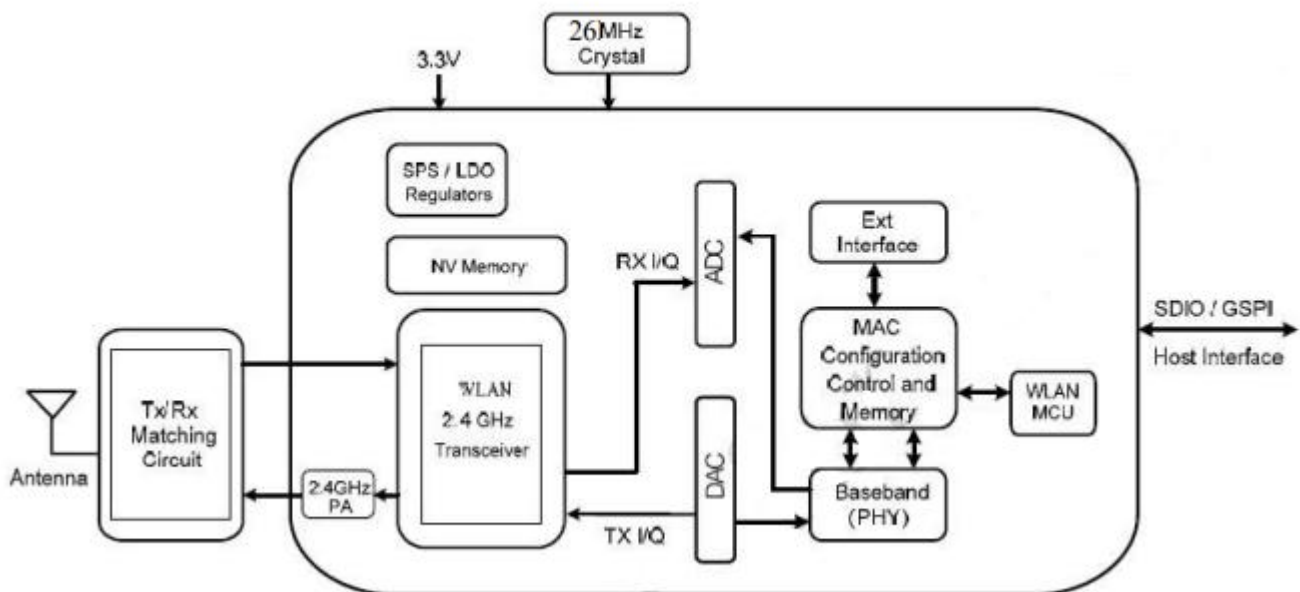 26MHz
Crystal
3.3V
SPS / LDO
Regulators
NV Memory
RX I/Q
ADC
Ext
Interface
MAC
Configuration
Control and
Memory
WLAN
MCU
SDIO / GSPI
Host Interface
Antenna
Tx/Rx
Matching
Circuit
WLAN
2.4 GHz
Transceiver
2.4GHz
PA
TX I/Q
DAC
Baseband
(PHY)